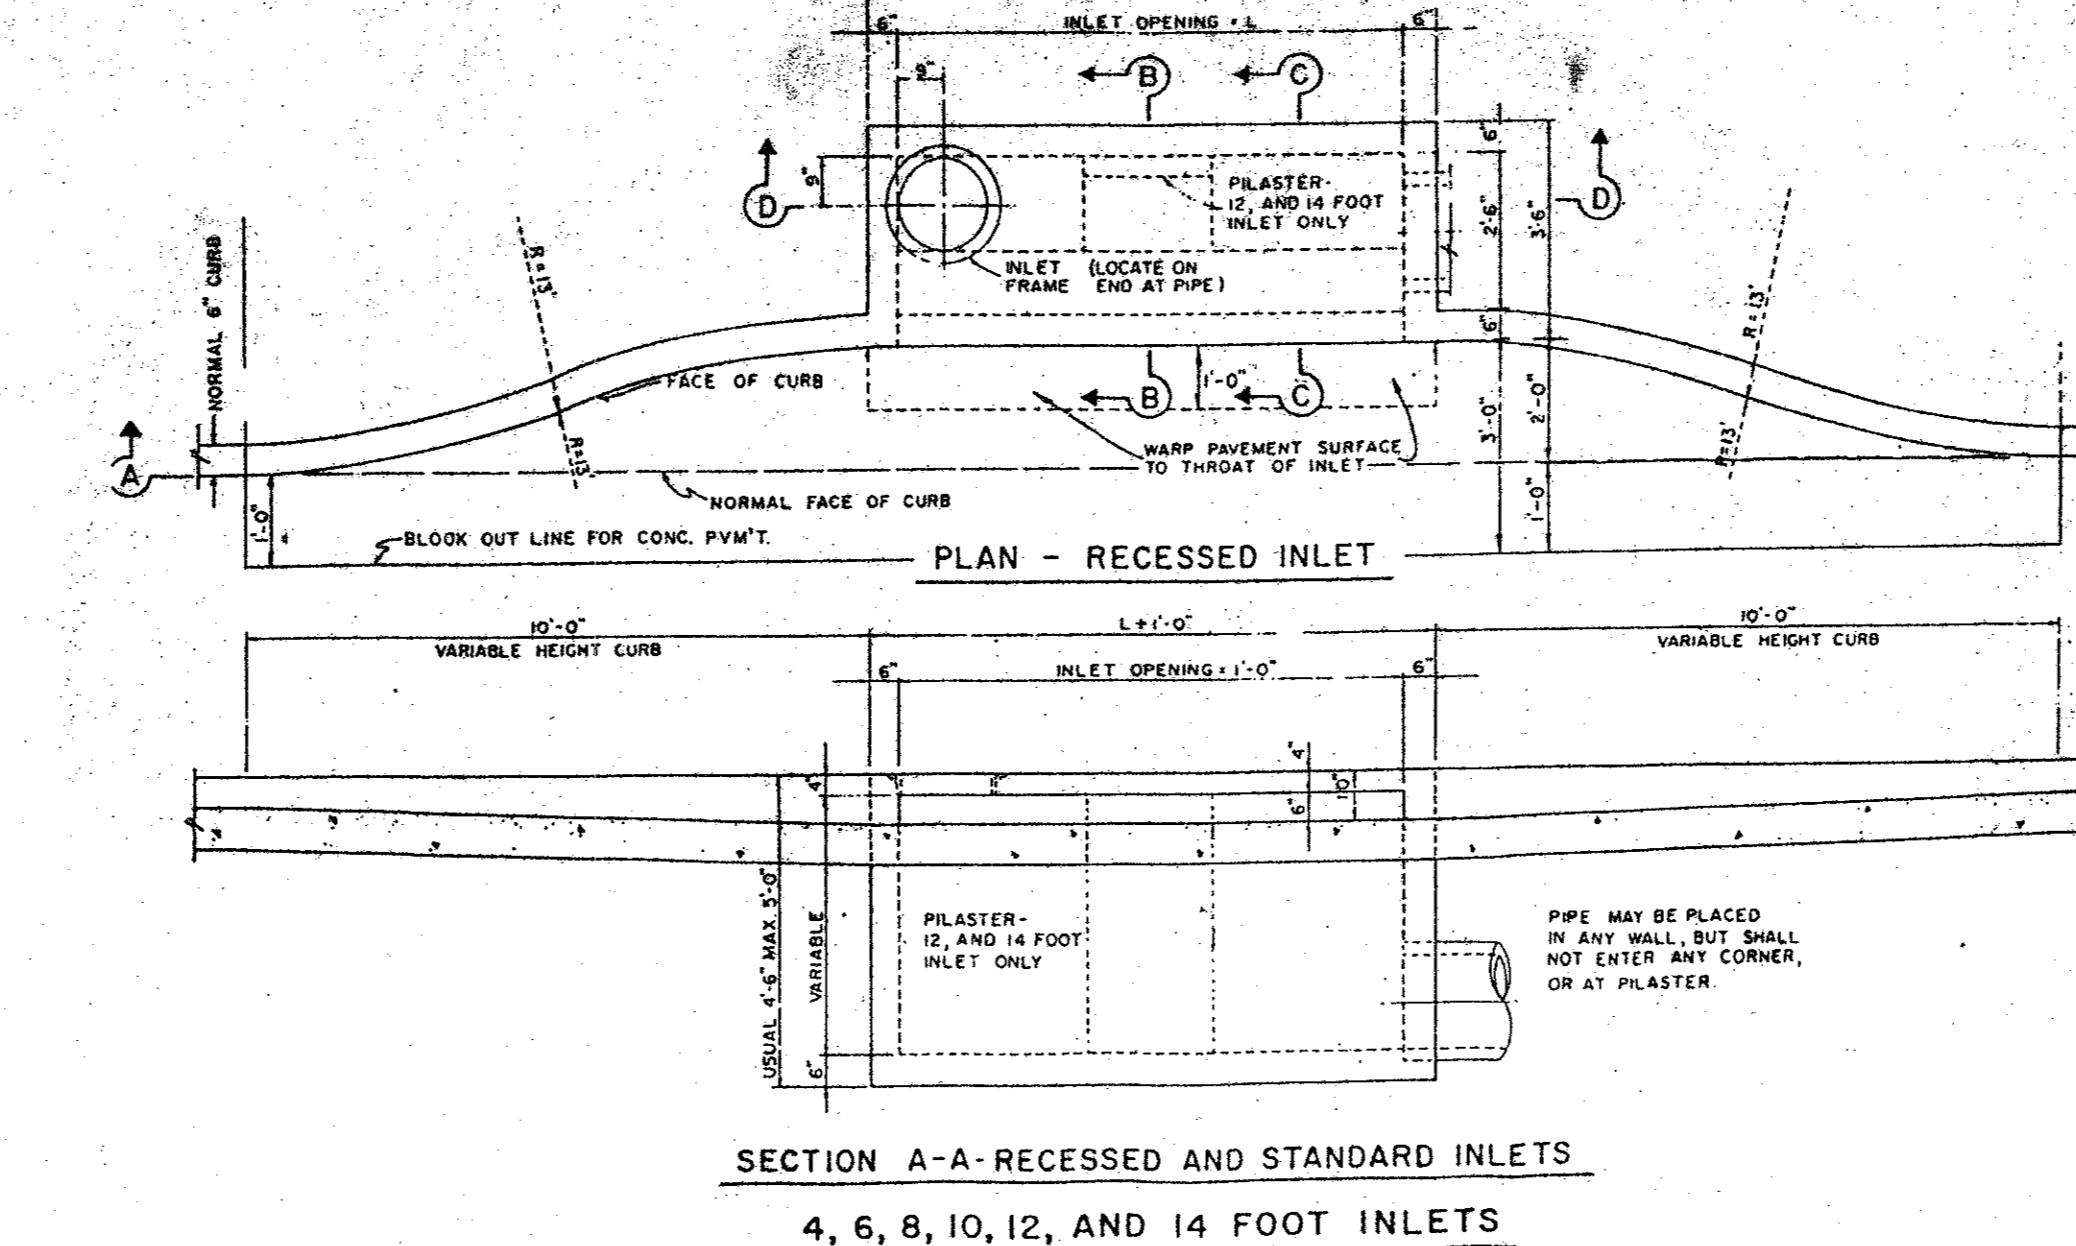 6" INLET OPENING = L 6"
9"
B C
6"
D D
9"
PILASTER-
12, AND 14 FOOT
INLET ONLY
2'-6" 3'-6"
NORMAL 6" CURB
R=13'
INLET (LOCATE ON
FRAME END AT PIPE)
R=13'
6"
FACE OF CURB
1'-0"
B C
3'-0" 2'-0"
R=13'
R=13'
WARP PAVEMENT SURFACE
TO THROAT OF INLET
A
NORMAL FACE OF CURB
1'-0"
1'-0"
BLOOK OUT LINE FOR CONC. PVM'T.
PLAN - RECESSED INLET
10'-0" L+1'-0" 10'-0"
VARIABLE HEIGHT CURB VARIABLE HEIGHT CURB
6" INLET OPENING = 1'-0" 6"
4" 4"
6" 10"
USUAL 4'-6" MAX 5'-0"
VARIABLE
6"
PILASTER-
12, AND 14 FOOT
INLET ONLY
PIPE MAY BE PLACED
IN ANY WALL, BUT SHALL
NOT ENTER ANY CORNER,
OR AT PILASTER.
SECTION A-A-RECESSED AND STANDARD INLETS
4, 6, 8, 10, 12, AND 14 FOOT INLETS